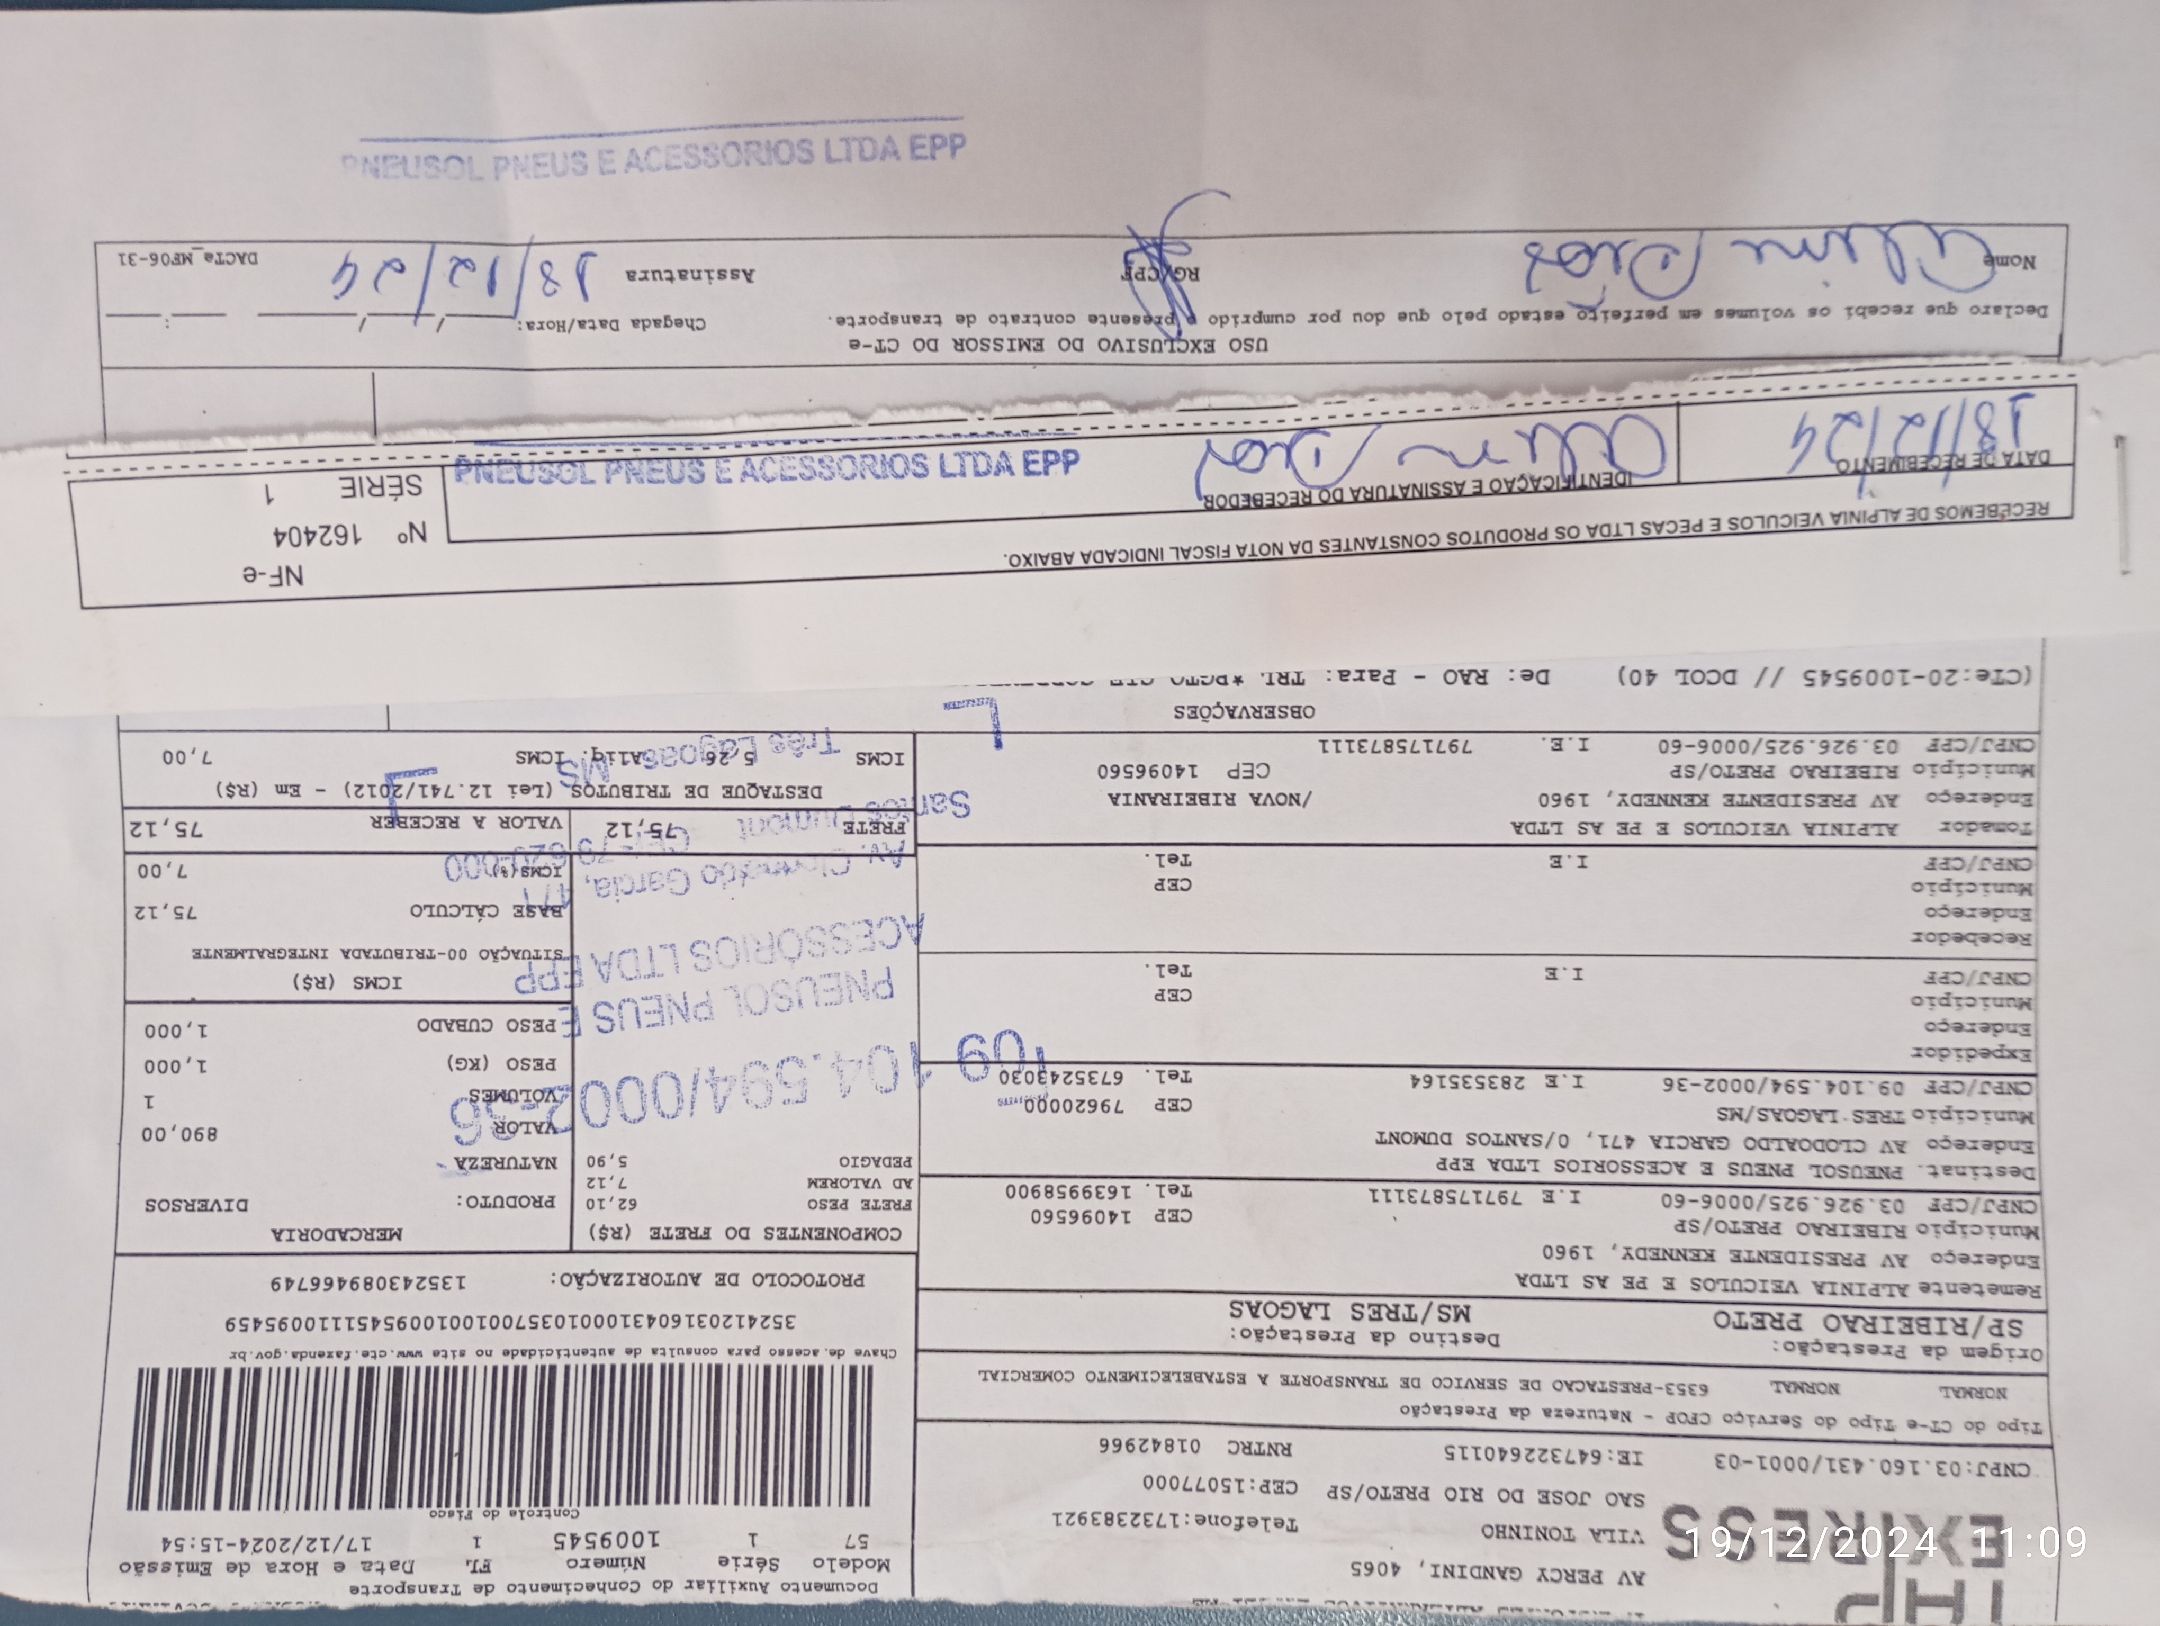 AV PERCY GANDINI, 4065
VILA TONINHO
Telefone:1732383921
EXPRESS
SAO JOSE DO RIO PRETO/SP CEP:15077000
CNPJ:03.160.431/0001-03 IE:647322640115 RNTRC 01842966
Documento Auxiliar do Conhecimento de Transporte
Modelo Série Número FL. Data e Hora de Emissão
57 1 1009545 1 17/12/2024-15:54
Controle do Fisco
Chave de acesso para consulta de autenticidade no site www.cte.fazenda.gov.br
35241203160431000103570010010095451110095459
PROTOCOLO DE AUTORIZAÇÃO: 135243089466749
Tipo do CT-e Tipo do Serviço CFOP - Natureza da Prestação
NORMAL NORMAL 6353-PRESTACAO DE SERVICO DE TRANSPORTE A ESTABELECIMENTO COMERCIAL
Origem da Prestação: Destino da Prestação:
SP/RIBEIRAO PRETO MS/TRES LAGOAS
Remetente ALPINIA VEICULOS E PE AS LTDA
Endereço AV PRESIDENTE KENNEDY, 1960
Município RIBEIRAO PRETO/SP CEP 14096560
CNPJ/CPF 03.926.925/0006-60 I.E 797175873111 Tel. 1639958900
Destinat. PNEUSOL PNEUS E ACESSORIOS LTDA EPP
Endereço AV CLODOALDO GARCIA 471, 0/SANTOS DUMONT
Município TRES LAGOAS/MS CEP 79620000
CNPJ/CPF 09.104.594/0002-36 I.E 283535164 Tel. 6735243030
Expedidor
Endereço
Município CEP
CNPJ/CPF I.E Tel.
Recebedor
Endereço
Município CEP
CNPJ/CPF I.E Tel.
Tomador ALPINIA VEICULOS E PE AS LTDA
Endereço AV PRESIDENTE KENNEDY, 1960 /NOVA RIBEIRANIA
Município RIBEIRAO PRETO/SP CEP 14096560
CNPJ/CPF 03.926.925/0006-60 I.E. 797175873111
COMPONENTES DO FRETE (R$)
FRETE PESO 62,10
AD VALOREM 7,12
PEDAGIO 5,90
MERCADORIA
PRODUTO: DIVERSOS
NATUREZA
VALOR 890,00
VOLUMES 1
PESO (KG) 1,000
PESO CUBADO 1,000
ICMS (R$)
SITUAÇÃO 00-TRIBUTADA INTEGRALMENTE
BASE CÁLCULO 75,12
ICMS(%) 7,00
FRETE 75,12 VALOR A RECEBER 75,12
DESTAQUE DE TRIBUTOS (Lei 12.741/2012) - Em (R$)
ICMS 5,26 Aliq. ICMS 7,00
09 104.594/0002-36
PNEUSOL PNEUS E
ACESSÓRIOS LTDA EPP
Av. Clodoaldo Garcia, 471
Santos Dumont CEP 79.620-000
Três Lagoas MS
OBSERVAÇÕES
(CTe:20-1009545 // DCOL 40) De: RAO - Para: TRL
NF-e
Nº 162404
SÉRIE 1
RECEBEMOS DE ALPINIA VEICULOS E PECAS LTDA OS PRODUTOS CONSTANTES DA NOTA FISCAL INDICADA ABAIXO.
DATA DE RECEBIMENTO
18/12/24
IDENTIFICAÇÃO E ASSINATURA DO RECEBEDOR
PNEUSOL PNEUS E ACESSORIOS LTDA EPP
USO EXCLUSIVO DO EMISSOR DO CT-e
Declaro que recebi os volumes em perfeito estado pelo que dou por cumprido o presente contrato de transporte.
Chegada Data/Hora: / / :
Nome Aline Dias RG/CPF Assinatura 18/12/24
DACTe_MF06-31
PNEUSOL PNEUS E ACESSORIOS LTDA EPP
19/12/2024 11:09